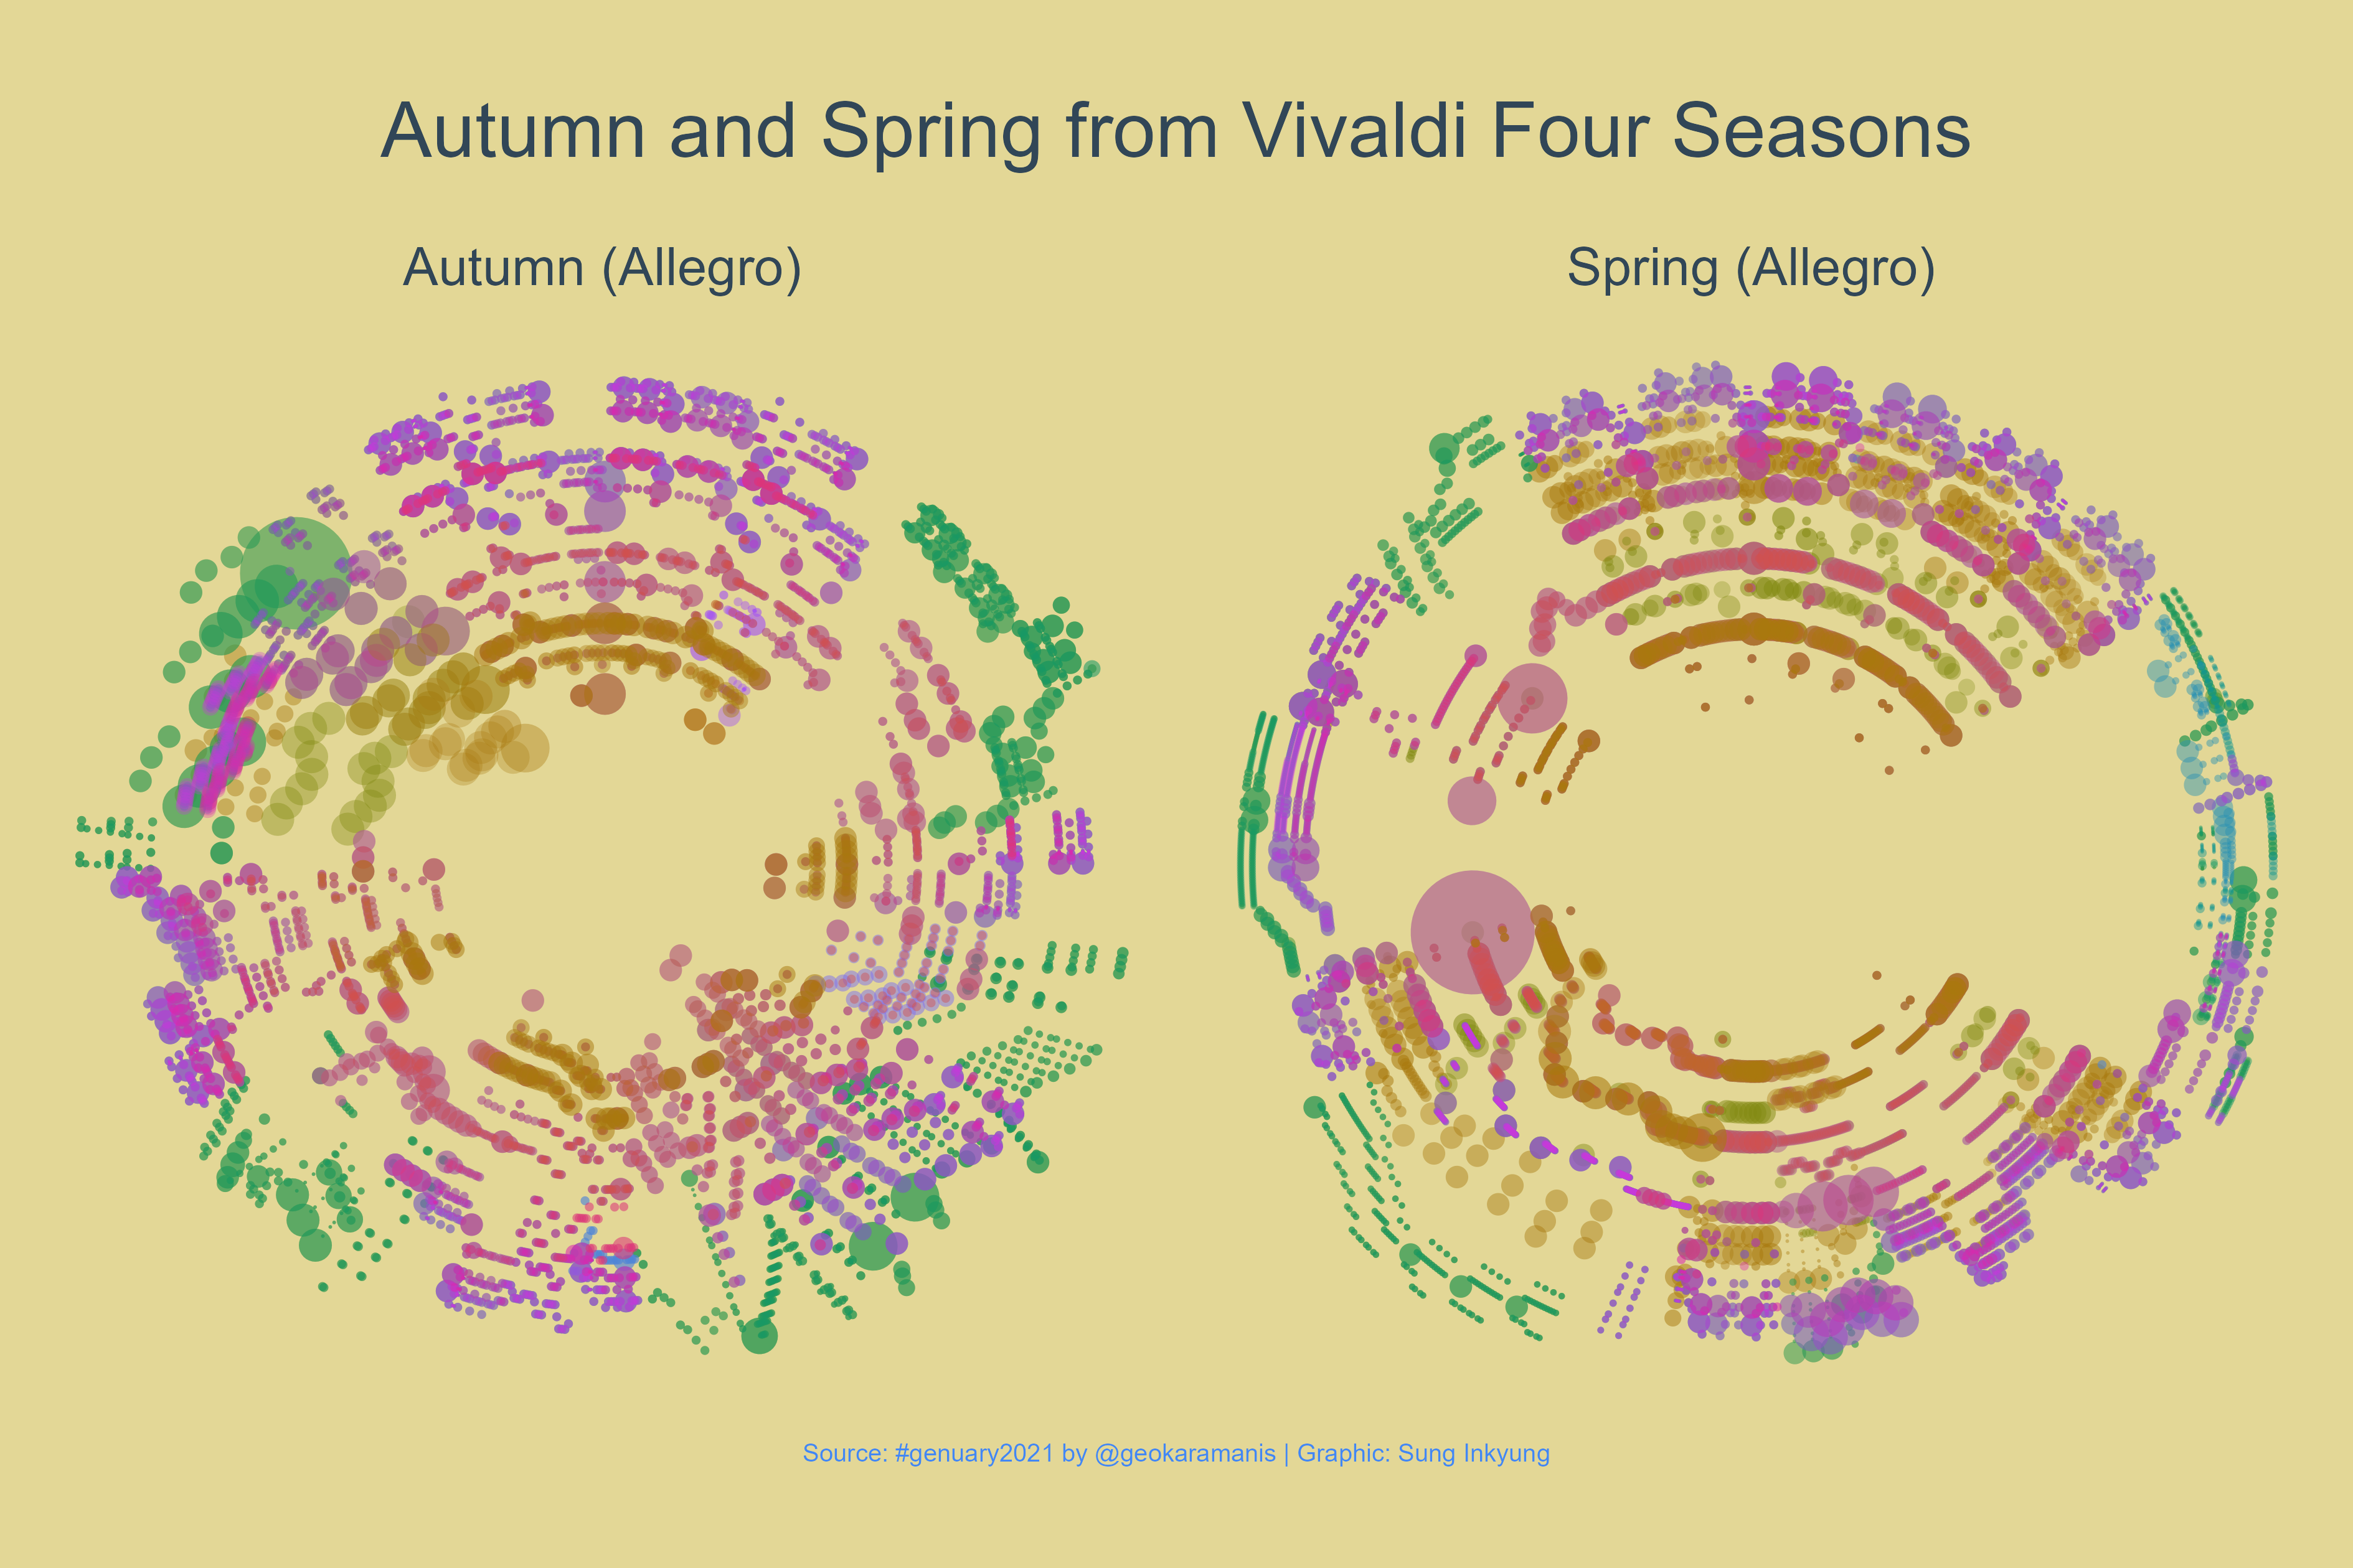 Autumn and Spring from Vivaldi Four Seasons
Autumn (Allegro)
Spring (Allegro)
Source: #genuary2021 by @geokaramanis | Graphic: Sung Inkyung